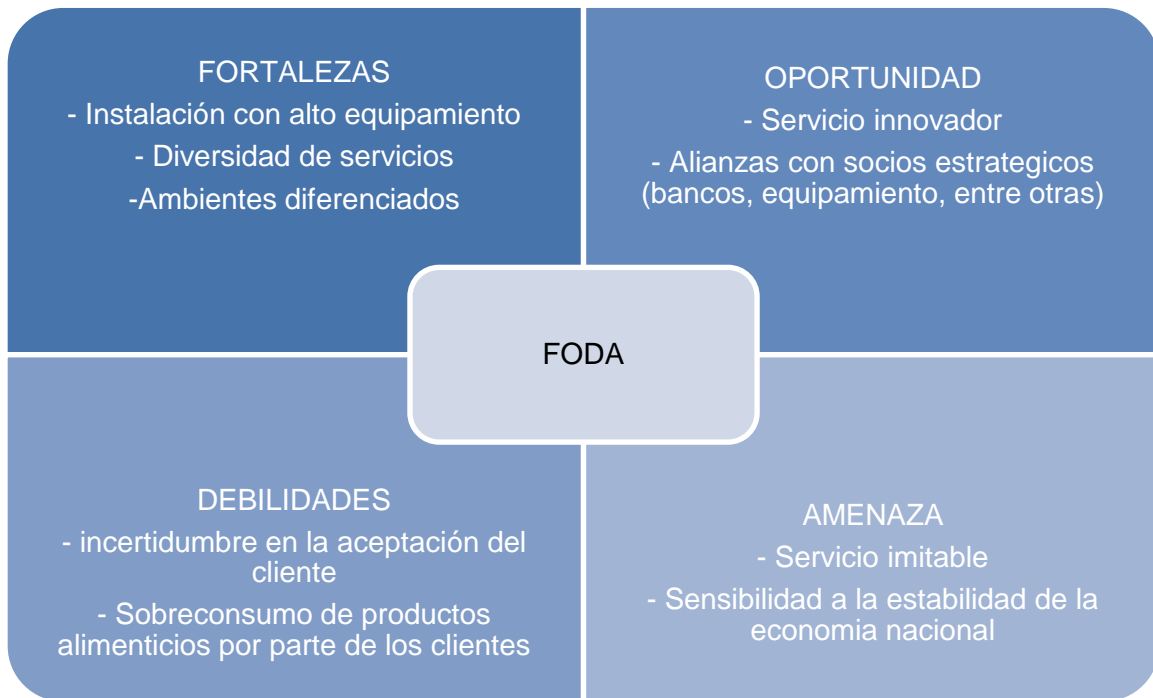 FORTALEZAS
- Instalación con alto equipamiento
- Diversidad de servicios
-Ambientes diferenciados
OPORTUNIDAD
- Servicio innovador
- Alianzas con socios estrategicos
(bancos, equipamiento, entre otras)
FODA
DEBILIDADES
- incertidumbre en la aceptación del
cliente
- Sobreconsumo de productos
alimenticios por parte de los clientes
AMENAZA
- Servicio imitable
- Sensibilidad a la estabilidad de la
economia nacional